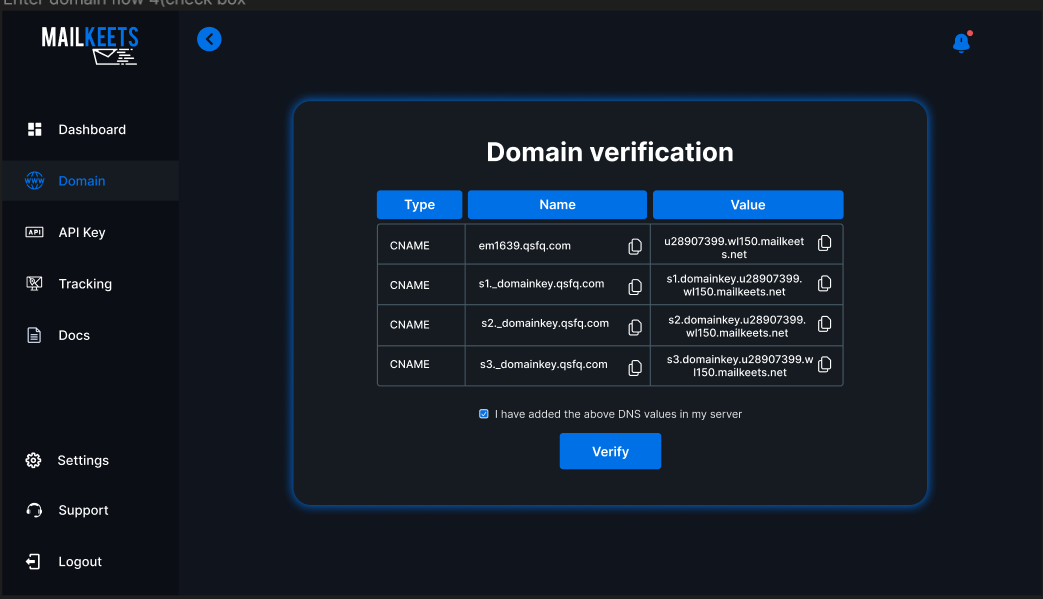 Enter domain flow 4(check box
MAILKEETS
Dashboard
Domain
API Key
Tracking
Docs
Settings
Support
Logout
Domain verification
Type Name Value
CNAME em1639.qsfq.com u28907399.wl150.mailkeet
s.net
CNAME s1._domainkey.qsfq.com s1.domainkey.u28907399.
wl150.mailkeets.net
CNAME s2._domainkey.qsfq.com s2.domainkey.u28907399.
wl150.mailkeets.net
CNAME s3._domainkey.qsfq.com s3.domainkey.u28907399.w
l150.mailkeets.net
I have added the above DNS values in my server
Verify